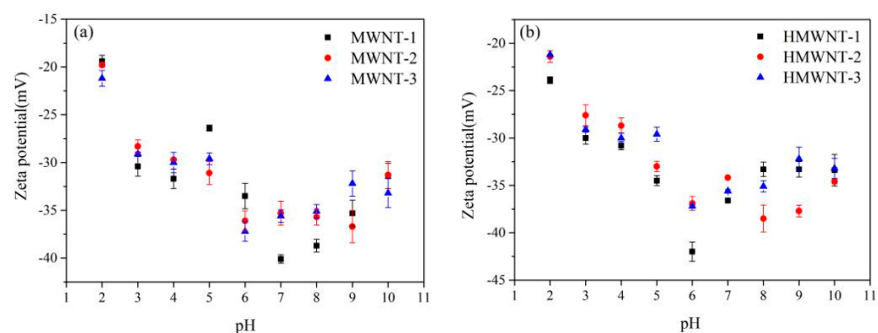 (a)
MWNT-1
MWNT-2
MWNT-3
-15
-20
-25
-30
-35
-40
Zeta potential(mV)
1 2 3 4 5 6 7 8 9 10 11
pH
(b)
HMWNT-1
HMWNT-2
HMWNT-3
-20
-25
-30
-35
-40
-45
Zeta potential(mV)
1 2 3 4 5 6 7 8 9 10 11
pH